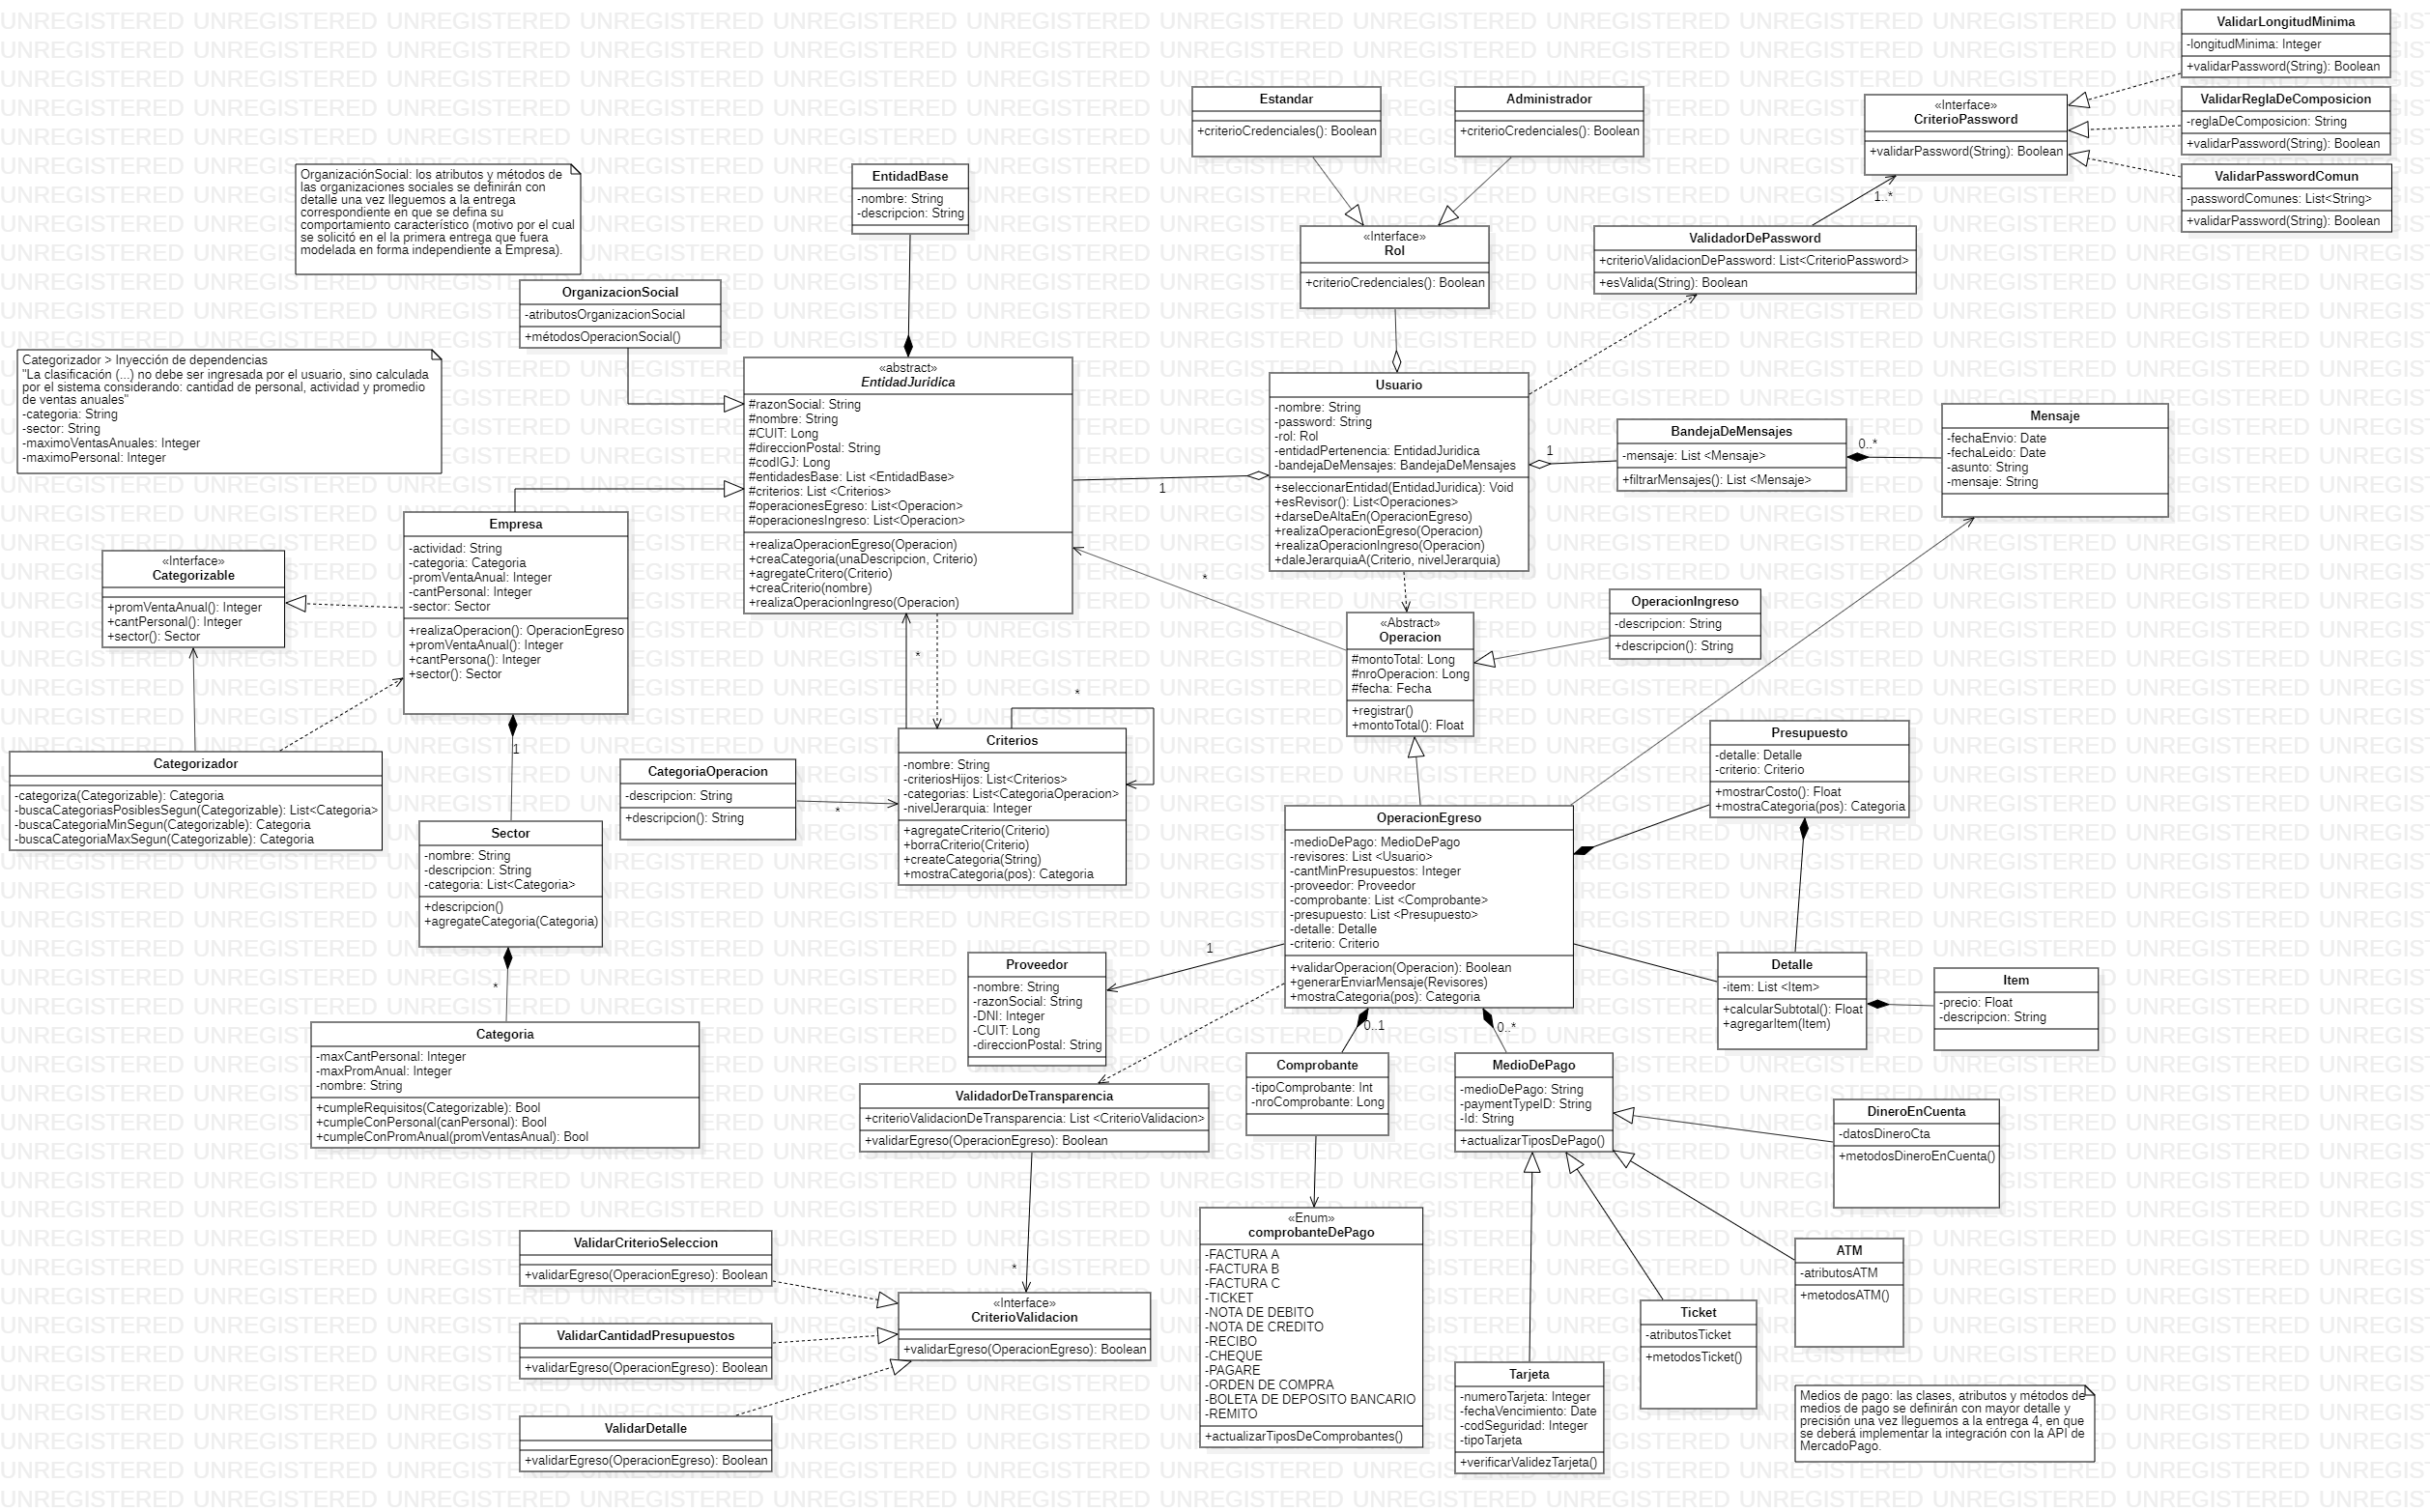 ValidarLongitudMinima
-longitudMinima: Integer
+validarPassword(String): Boolean
ValidarReglaDeComposicion
-reglaDeComposicion: String
+validarPassword(String): Boolean
ValidarPasswordComun
-passwordComunes: List<String>
+validarPassword(String): Boolean
«Interface»
CriterioPassword
+validarPassword(String): Boolean
1..*
Estandar
+criterioCredenciales(): Boolean
Administrador
+criterioCredenciales(): Boolean
«Interface»
Rol
+criterioCredenciales(): Boolean
ValidadorDePassword
+criterioValidacionDePassword: List<CriterioPassword>
+esValida(String): Boolean
OrganizaciónSocial: los atributos y métodos de
las organizaciones sociales se definirán con
detalle una vez lleguemos a la entrega
correspondiente en que se defina su
comportamiento característico (motivo por el cual
se solicitó en el la primera entrega que fuera
modelada en forma independiente a Empresa).
EntidadBase
-nombre: String
-descripcion: String
OrganizacionSocial
-atributosOrganizacionSocial
+métodosOperacionSocial()
Categorizador > Inyección de dependencias
"La clasificación (...) no debe ser ingresada por el usuario, sino calculada
por el sistema considerando: cantidad de personal, actividad y promedio
de ventas anuales"
-categoria: String
-sector: String
-maximoVentasAnuales: Integer
-maximoPersonal: Integer
«abstract»
EntidadJuridica
#razonSocial: String
#nombre: String
#CUIT: Long
#direccionPostal: String
#codIGJ: Long
#entidadesBase: List <EntidadBase>
#criterios: List <Criterios>
#operacionesEgreso: List<Operacion>
#operacionesIngreso: List<Operacion>
+realizaOperacionEgreso(Operacion)
+creaCategoria(unaDescripcion, Criterio)
+agregateCritero(Criterio)
+creaCriterio(nombre)
+realizaOperacionIngreso(Operacion)
1
Usuario
-nombre: String
-password: String
-rol: Rol
-entidadPertenencia: EntidadJuridica
-bandejaDeMensajes: BandejaDeMensajes
+seleccionarEntidad(EntidadJuridica): Void
+esRevisor(): List<Operaciones>
+darseDeAltaEn(OperacionEgreso)
+realizaOperacionEgreso(Operacion)
+realizaOperacionIngreso(Operacion)
+daleJerarquiaA(Criterio, nivelJerarquia)
1
BandejaDeMensajes
-mensaje: List <Mensaje>
+filtrarMensajes(): List <Mensaje>
0..*
Mensaje
-fechaEnvio: Date
-fechaLeido: Date
-asunto: String
-mensaje: String
Empresa
-actividad: String
-categoria: Categoria
-promVentaAnual: Integer
-cantPersonal: Integer
-sector: Sector
+realizaOperacion(): OperacionEgreso
+promVentaAnual(): Integer
+cantPersona(): Integer
+sector(): Sector
1
«Interface»
Categorizable
+promVentaAnual(): Integer
+cantPersonal(): Integer
+sector(): Sector
*
*
*
«Abstract»
Operacion
#montoTotal: Long
#nroOperacion: Long
#fecha: Fecha
+registrar()
+montoTotal(): Float
OperacionIngreso
-descripcion: String
+descripcion(): String
Categorizador
-categoriza(Categorizable): Categoria
-buscaCategoriasPosiblesSegun(Categorizable): List<Categoria>
-buscaCategoriaMinSegun(Categorizable): Categoria
-buscaCategoriaMaxSegun(Categorizable): Categoria
CategoriaOperacion
-descripcion: String
+descripcion(): String
*
Criterios
-nombre: String
-criteriosHijos: List<Criterios>
-categorias: List<CategoriaOperacion>
-nivelJerarquia: Integer
+agregateCriterio(Criterio)
+borraCriterio(Criterio)
+createCategoria(String)
+mostraCategoria(pos): Categoria
Presupuesto
-detalle: Detalle
-criterio: Criterio
+mostrarCosto(): Float
+mostraCategoria(pos): Categoria
Sector
-nombre: String
-descripcion: String
-categoria: List<Categoria>
+descripcion()
+agregateCategoria(Categoria)
*
OperacionEgreso
-medioDePago: MedioDePago
-revisores: List <Usuario>
-cantMinPresupuestos: Integer
-proveedor: Proveedor
-comprobante: List <Comprobante>
-presupuesto: List <Presupuesto>
-detalle: Detalle
-criterio: Criterio
+validarOperacion(Operacion): Boolean
+generarEnviarMensaje(Revisores)
+mostraCategoria(pos): Categoria
1
0..1
0..*
Proveedor
-nombre: String
-razonSocial: String
-DNI: Integer
-CUIT: Long
-direccionPostal: String
Detalle
-item: List <Item>
+calcularSubtotal(): Float
+agregarItem(Item)
Item
-precio: Float
-descripcion: String
Categoria
-maxCantPersonal: Integer
-maxPromAnual: Integer
-nombre: String
+cumpleRequisitos(Categorizable): Bool
+cumpleConPersonal(canPersonal): Bool
+cumpleConPromAnual(promVentasAnual): Bool
ValidadorDeTransparencia
+criterioValidacionDeTransparencia: List <CriterioValidacion>
+validarEgreso(OperacionEgreso): Boolean
*
Comprobante
-tipoComprobante: Int
-nroComprobante: Long
MedioDePago
-medioDePago: String
-paymentTypeID: String
-Id: String
+actualizarTiposDePago()
DineroEnCuenta
-datosDineroCta
+metodosDineroEnCuenta()
«Enum»
comprobanteDePago
-FACTURA A
-FACTURA B
-FACTURA C
-TICKET
-NOTA DE DEBITO
-NOTA DE CREDITO
-RECIBO
-CHEQUE
-PAGARE
-ORDEN DE COMPRA
-BOLETA DE DEPOSITO BANCARIO
-REMITO
+actualizarTiposDeComprobantes()
ValidarCriterioSeleccion
+validarEgreso(OperacionEgreso): Boolean
ValidarCantidadPresupuestos
+validarEgreso(OperacionEgreso): Boolean
ValidarDetalle
+validarEgreso(OperacionEgreso): Boolean
«Interface»
CriterioValidacion
+validarEgreso(OperacionEgreso): Boolean
ATM
-atributosATM
+metodosATM()
Ticket
-atributosTicket
+metodosTicket()
Tarjeta
-numeroTarjeta: Integer
-fechaVencimiento: Date
-codSeguridad: Integer
-tipoTarjeta
+verificarValidezTarjeta()
Medios de pago: las clases, atributos y métodos de
medios de pago se definirán con mayor detalle y
precisión una vez lleguemos a la entrega 4, en que
se deberá implementar la integración con la API de
MercadoPago.
UNREGISTERED